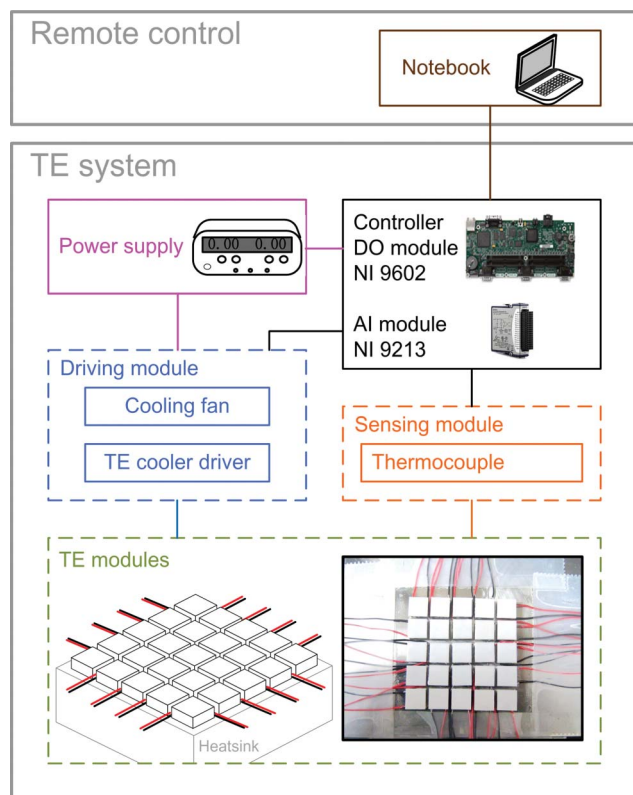 Remote control
Notebook
TE system
Power supply
0.00 0.00
Controller
DO module
NI 9602
AI module
NI 9213
Driving module
Cooling fan
TE cooler driver
Sensing module
Thermocouple
TE modules
Heatsink